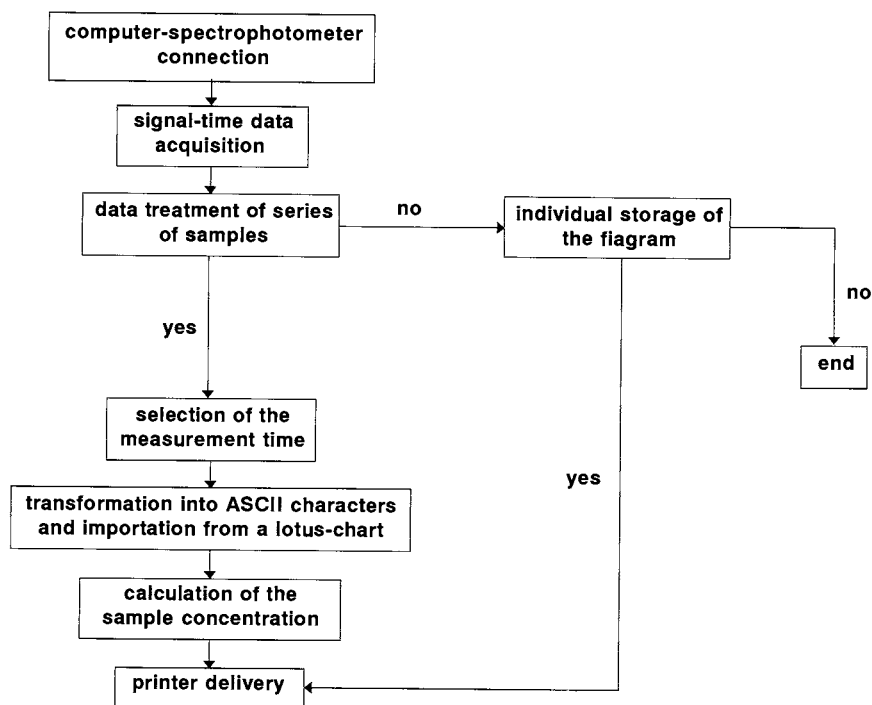 computer-spectrophotometer
connection
signal-time data
acquisition
data treatment of series
of samples
no
individual storage of
the fiagram
no
yes
end
selection of the
measurement time
yes
transformation into ASCII characters
and importation from a lotus-chart
calculation of the
sample concentration
printer delivery